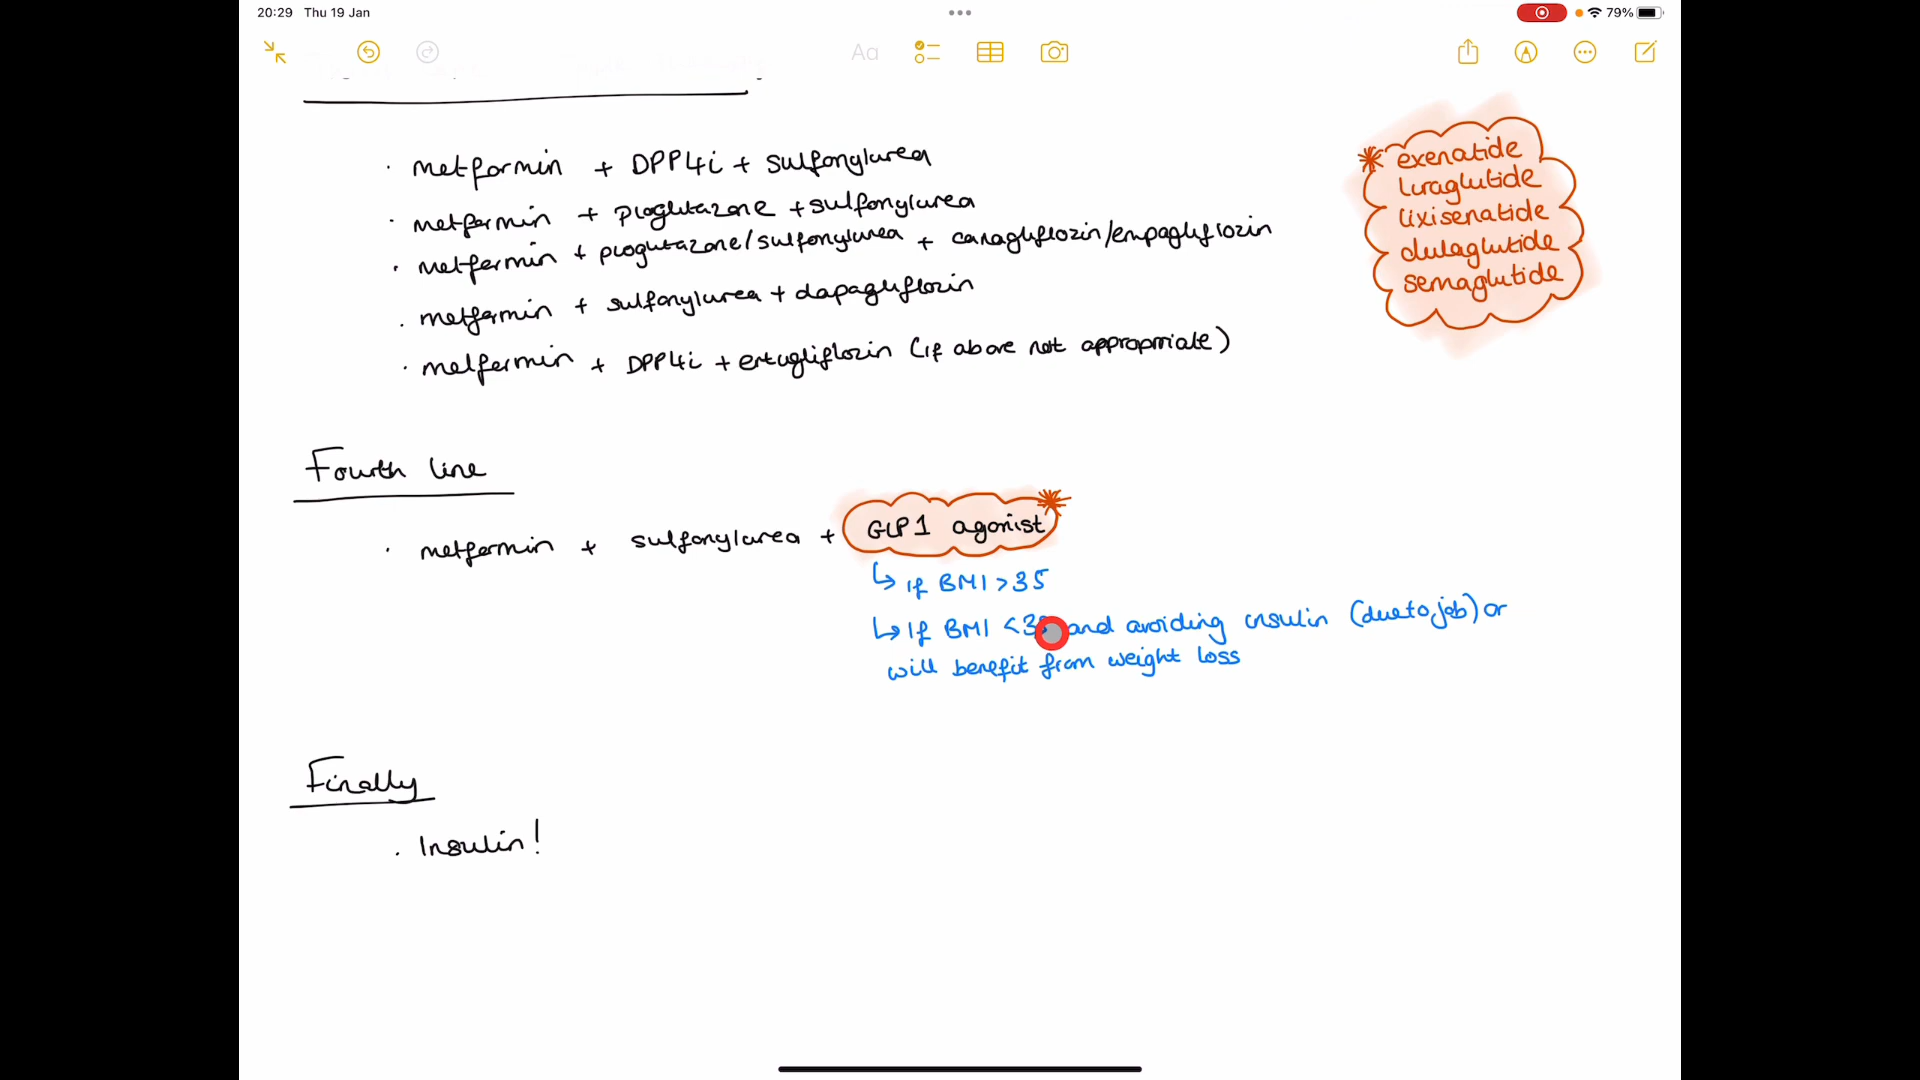 20:29 Thu 19 Jan
79%
Aa
· metformin + DPP4i + sulfonylurea
· metformin + pioglitazone + sulfonylurea
· metformin + pioglitazone/sulfonylurea + canagliflozin/empagliflozin
· metformin + sulfonylurea + dapagliflozin
· metformin + DPP4i + ertugliflozin (if above not appropriate)
* exenatide
liraglutide
lixisenatide
dulaglutide
semaglutide
Fourth line
· metformin + sulfonylurea + GLP1 agonist *
↳ if BMI > 35
↳ If BMI < and avoiding insulin (due to job) or
will benefit from weight loss
Finally
· Insulin!